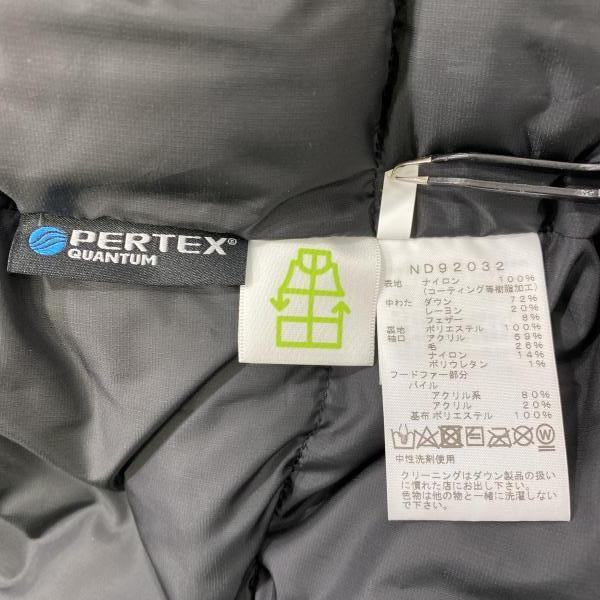 PERTEX®
QUANTUM
ND92032
表地 ナイロン 100%
(コーティング等樹脂加工)
中わた ダウン 72%
レーヨン 20%
フェザー 8%
裏地 ポリエステル 100%
袖口 アクリル 59%
毛 26%
ナイロン 14%
ポリウレタン 1%
フードファー部分
パイル
アクリル系 80%
アクリル 20%
基布 ポリエステル 100%
W
中性洗剤使用
クリーニングはダウン製品の扱い
に慣れた店にお出し下さい。
色物は他の物と一緒に洗濯しない
で下さい。